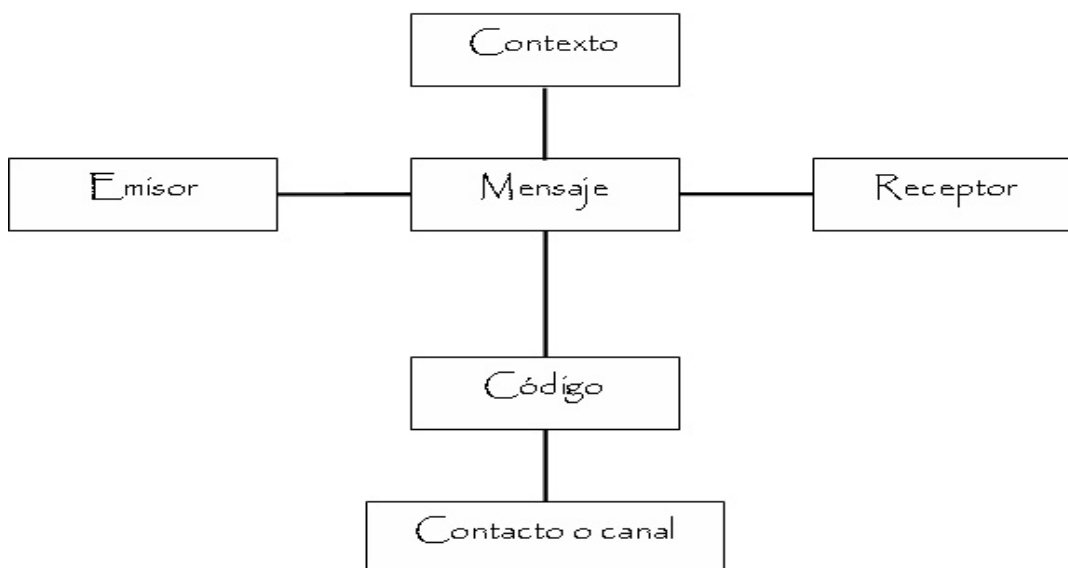 Contexto
Emisor
Mensaje
Receptor
Código
Contacto o canal